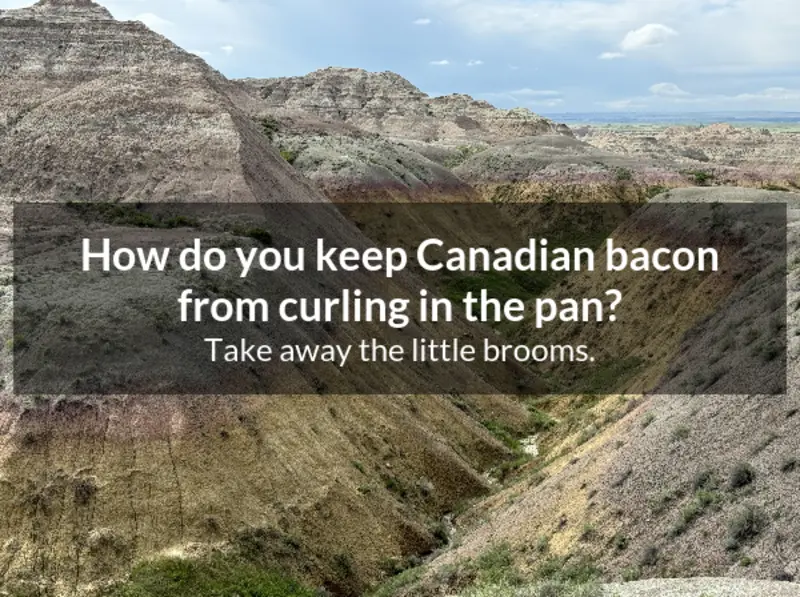 How do you keep Canadian bacon
from curling in the pan?
Take away the little brooms.